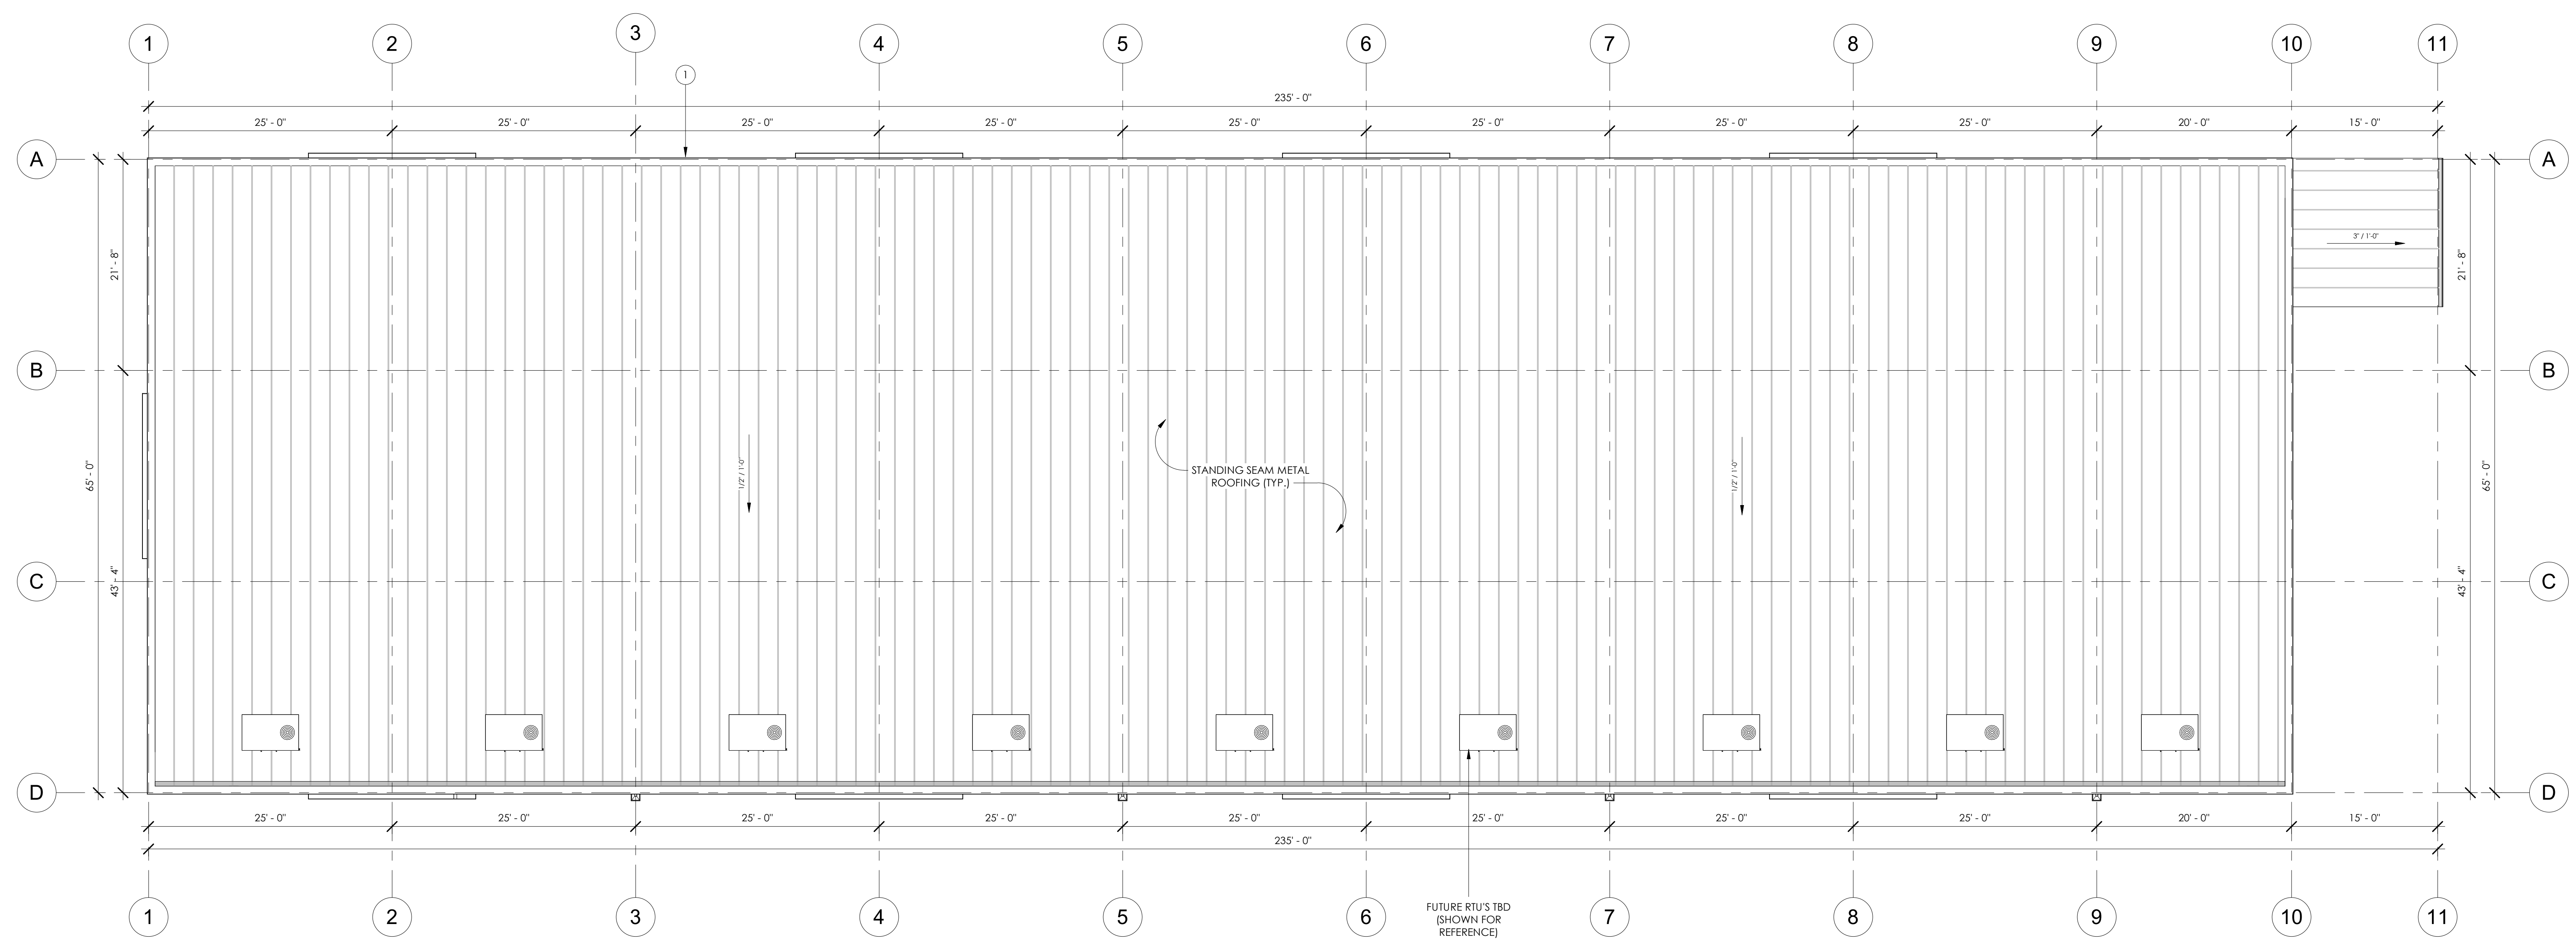 1 2 3 4 5 6 7 8 9 10 11
1
235' - 0"
25' - 0" 25' - 0" 25' - 0" 25' - 0" 25' - 0" 25' - 0" 25' - 0" 25' - 0" 20' - 0" 15' - 0"
A A
3" / 1'-0"
21' - 8" 21' - 8"
B B
65' - 0" 1/2" / 1'-0" 1/2" / 1'-0" 65' - 0"
STANDING SEAM METAL
ROOFING (TYP.)
C C
43' - 4" 43' - 4"
D D
25' - 0" 25' - 0" 25' - 0" 25' - 0" 25' - 0" 25' - 0" 25' - 0" 25' - 0" 20' - 0" 15' - 0"
235' - 0"
1 2 3 4 5 6 7 8 9 10 11
FUTURE RTU'S TBD
(SHOWN FOR
REFERENCE)